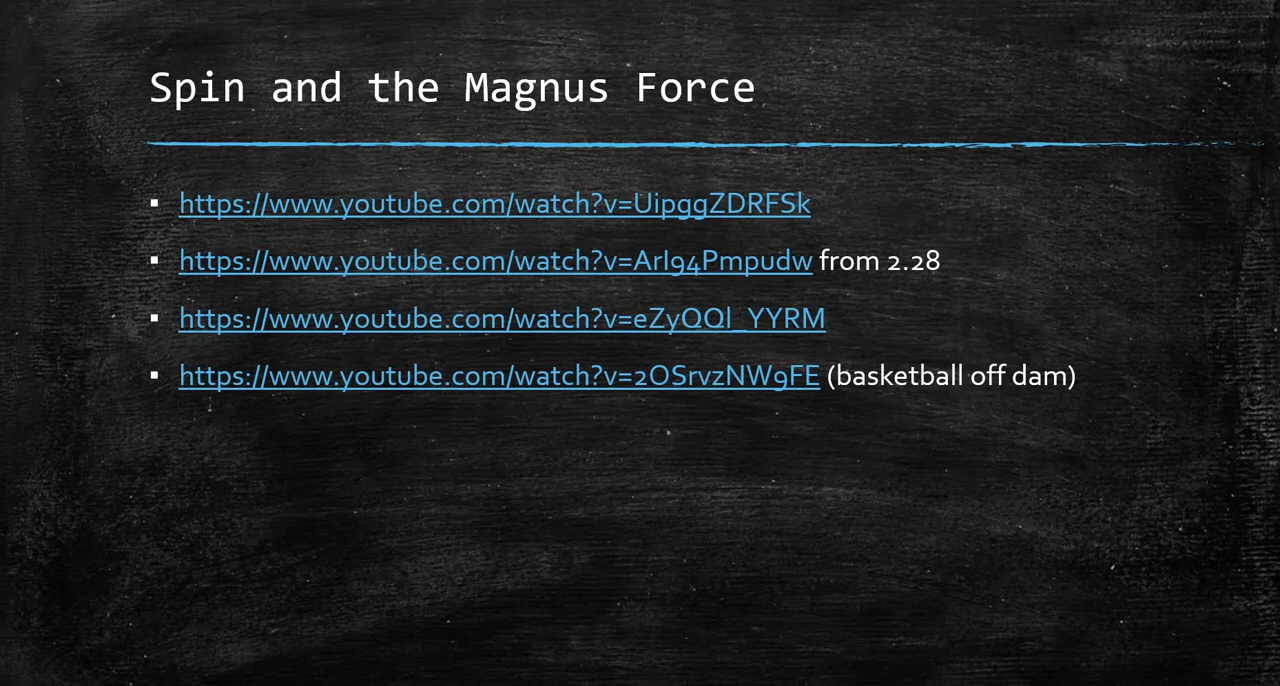 Spin and the Magnus Force
▪ https://www.youtube.com/watch?v=UipggZDRFSk
▪ https://www.youtube.com/watch?v=ArI94Pmpudw from 2.28
▪ https://www.youtube.com/watch?v=eZyQQl_YYRM
▪ https://www.youtube.com/watch?v=2OSrvzNW9FE (basketball off dam)